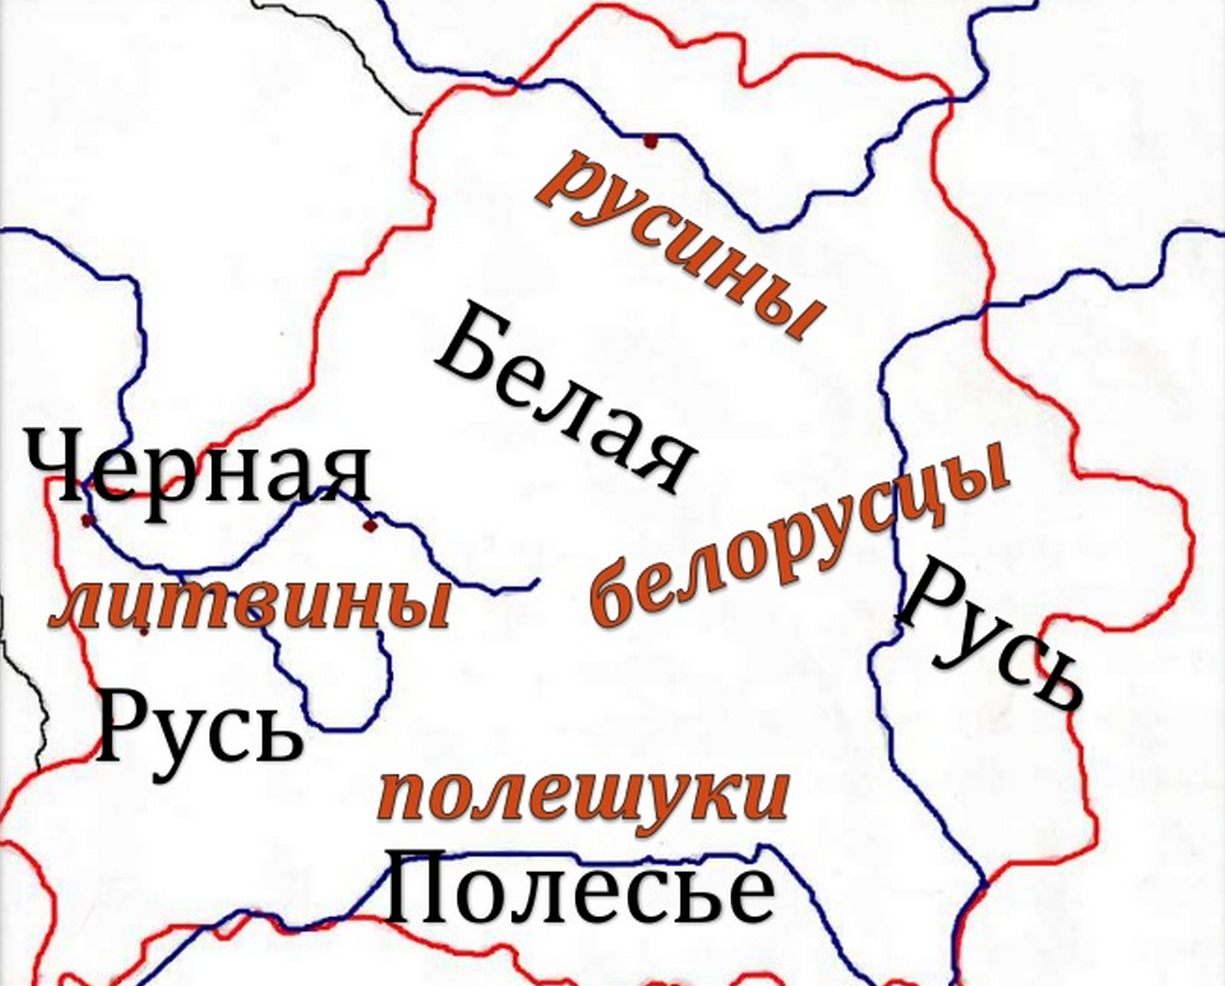 русины
Белая
Русь
белорусцы
Черная
Русь
литвины
полешуки
Полесье